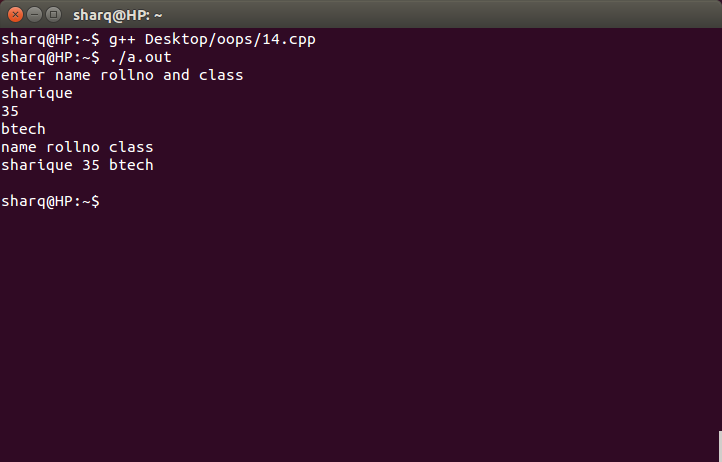 sharq@HP: ~
sharq@HP:~$ g++ Desktop/oops/14.cpp
sharq@HP:~$ ./a.out
enter name rollno and class
sharique
35
btech
name rollno class
sharique 35 btech
sharq@HP:~$